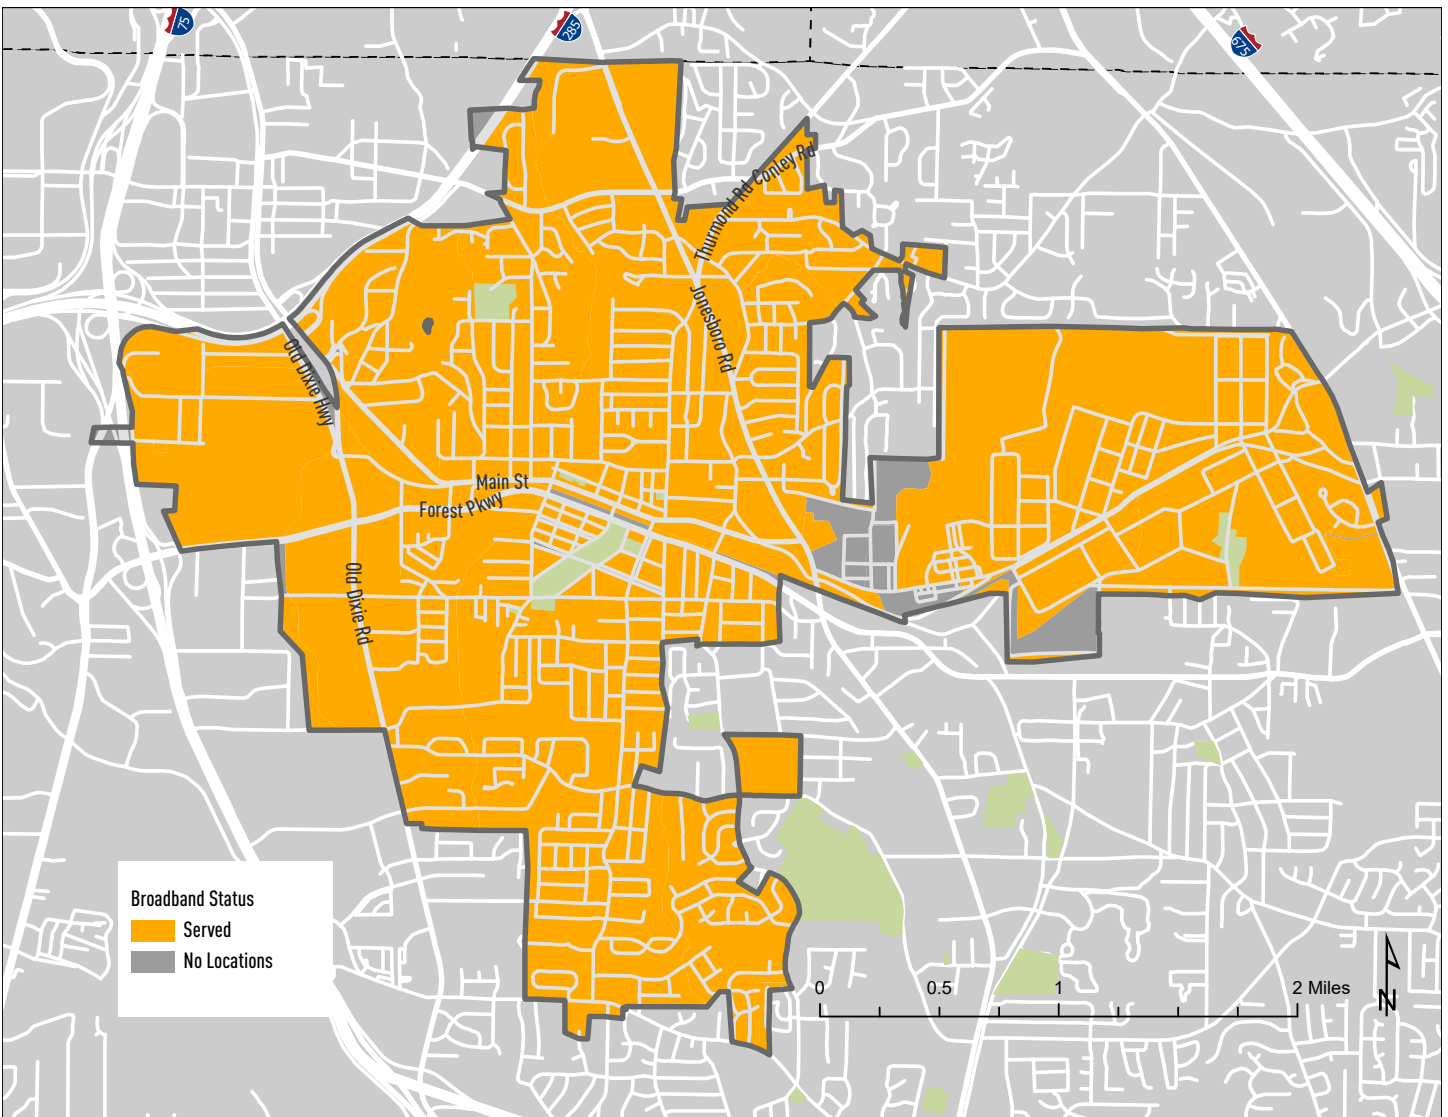 75
285
675
Thurmond Rd
Conley Rd
Jonesboro Rd
Old Dixie Hwy
Main St
Forest Pkwy
Old Dixie Rd
Broadband Status
Served
No Locations
0
0.5
1
2 Miles
N